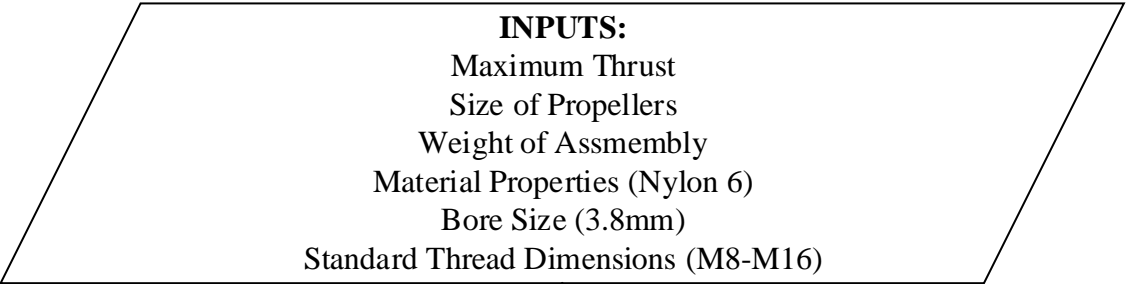 INPUTS:
Maximum Thrust
Size of Propellers
Weight of Assmembly
Material Properties (Nylon 6)
Bore Size (3.8mm)
Standard Thread Dimensions (M8-M16)